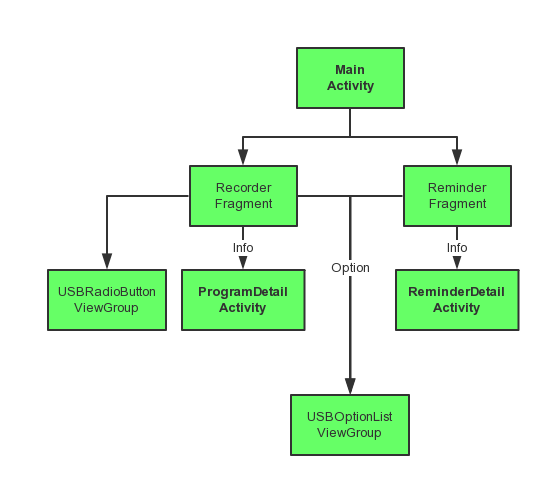 Main
Activity
Recorder
Fragment
Reminder
Fragment
Info
Info
Option
USBRadioButton
ViewGroup
ProgramDetail
Activity
ReminderDetail
Activity
USBOptionList
ViewGroup